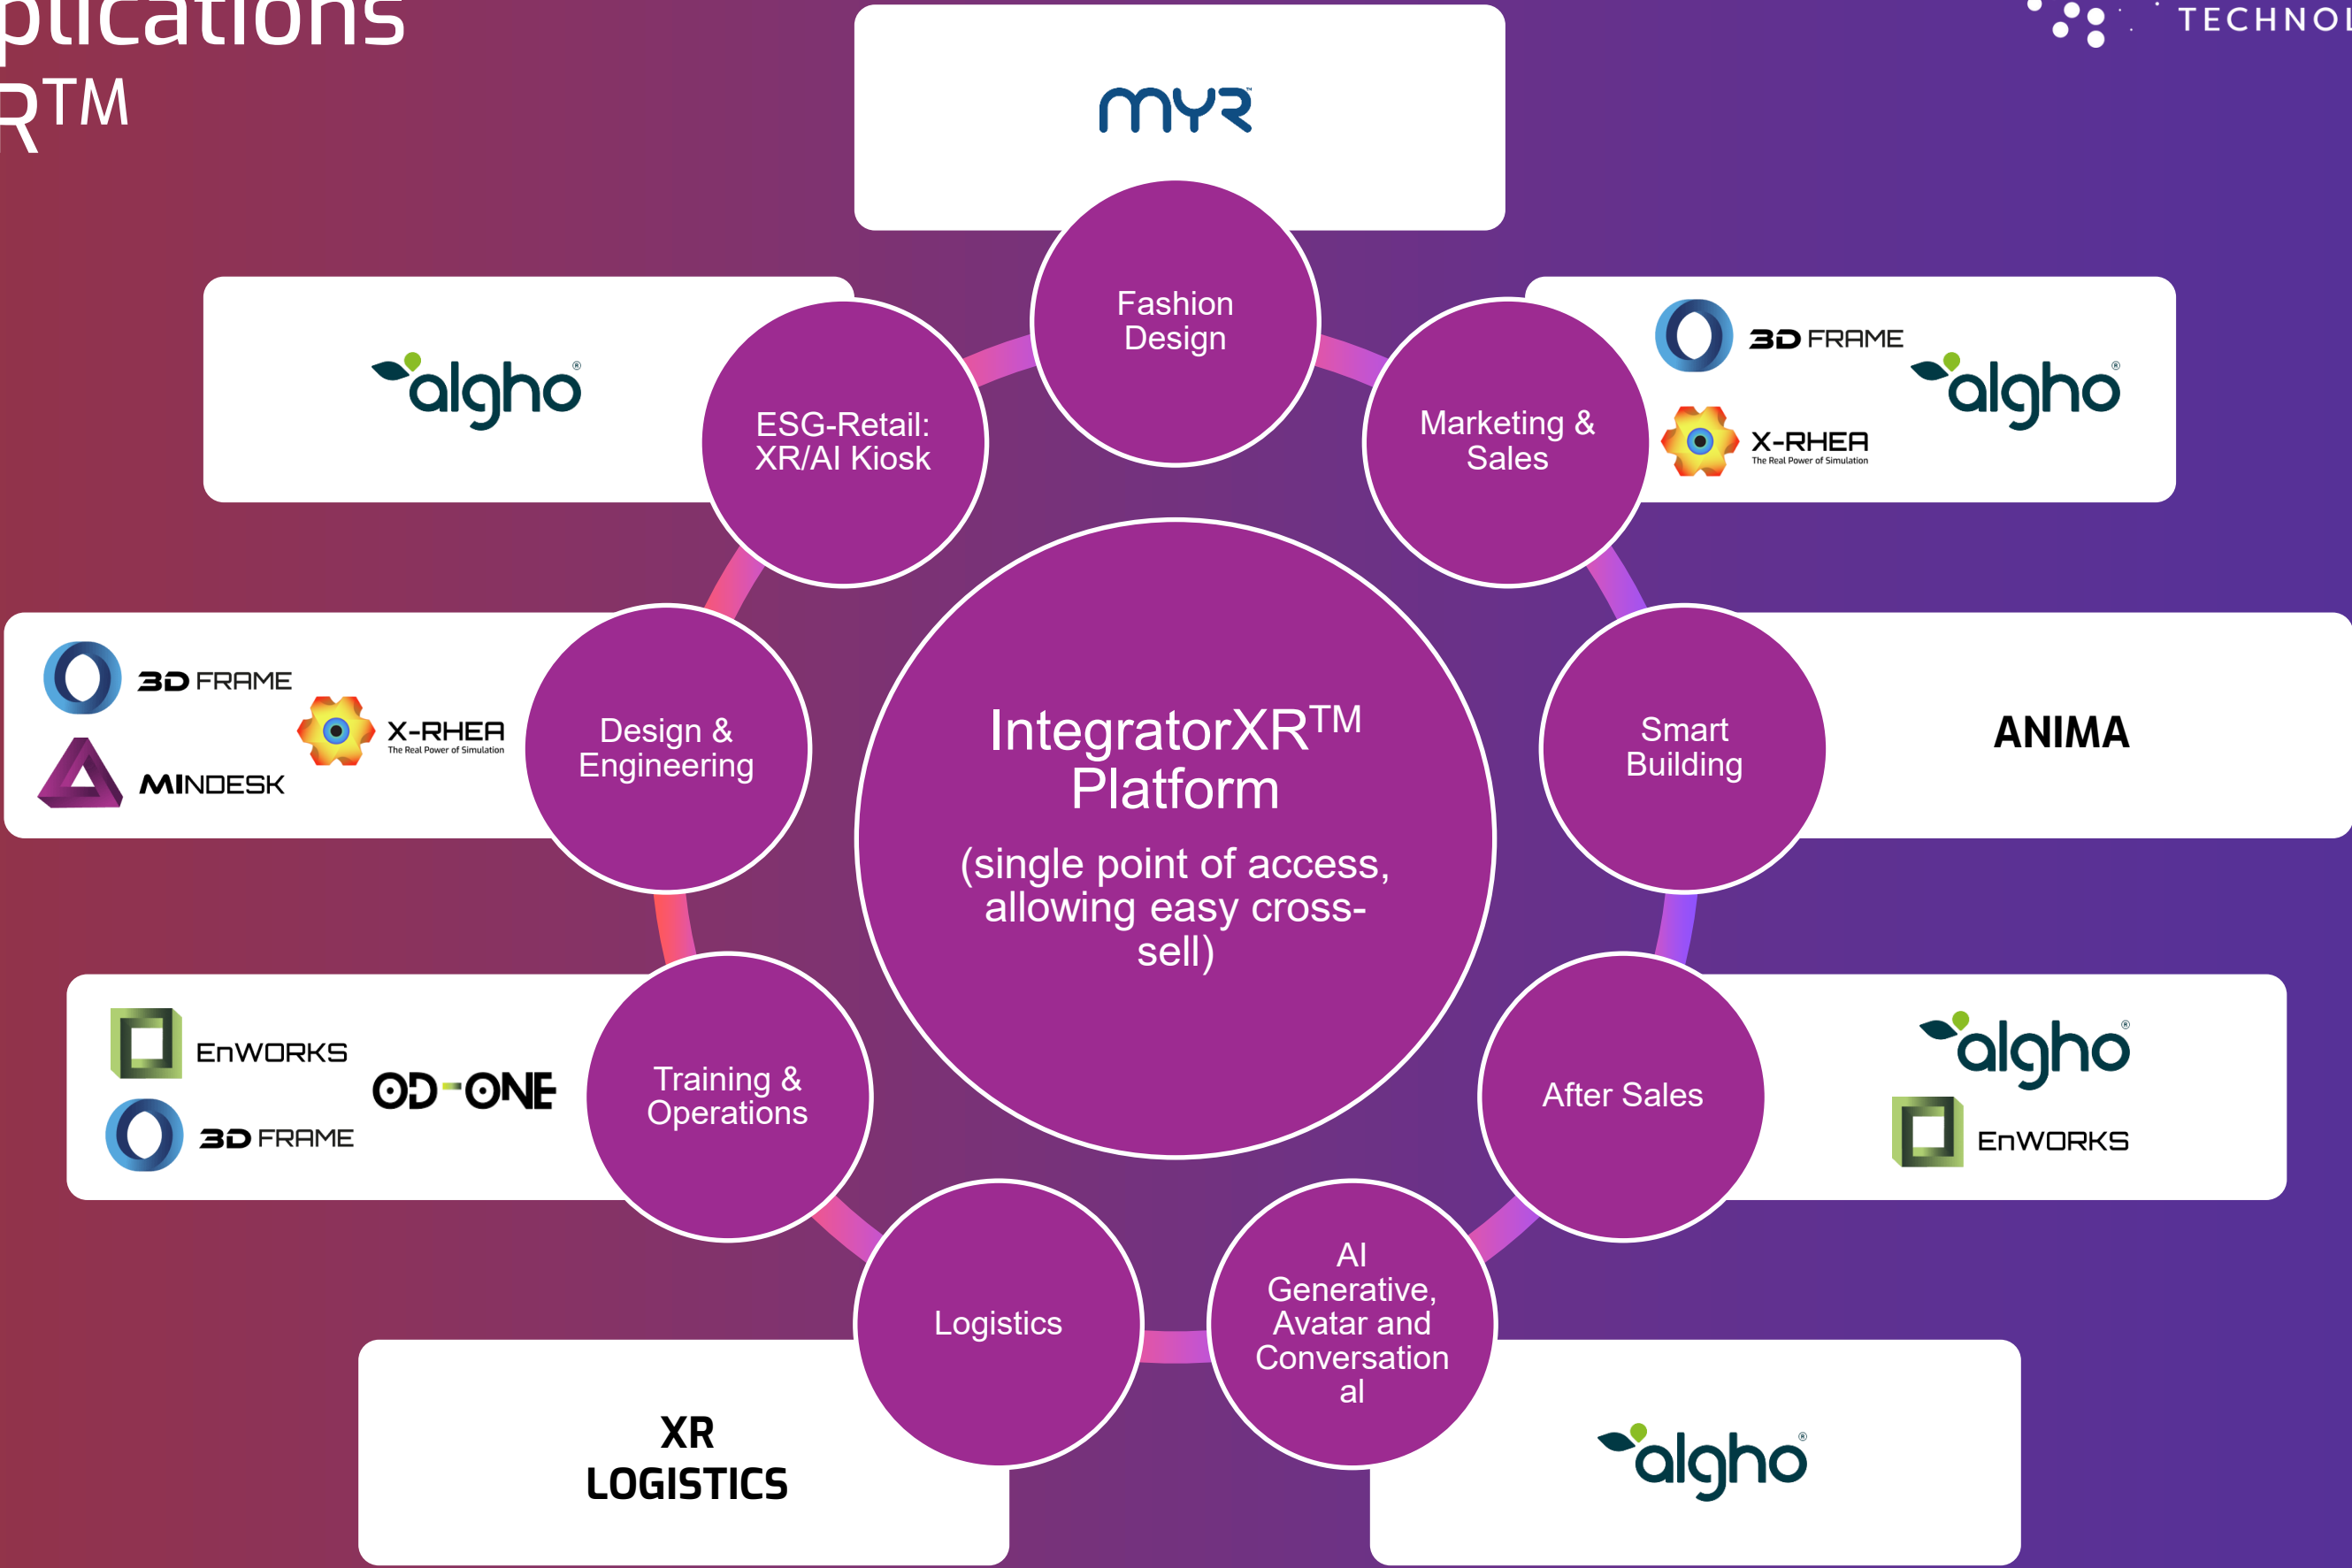 plications
R™
TECHNOL
MYR™
Fashion
Design
algho®
ESG-Retail:
XR/AI Kiosk
Marketing &
Sales
3D FRAME
algho®
X-RHEA
The Real Power of Simulation
3D FRAME
X-RHEA
The Real Power of Simulation
MINDESK
Design &
Engineering
IntegratorXR™
Platform
(single point of access,
allowing easy cross-
sell)
Smart
Building
ANIMA
EnWORKS
OD-ONE
3D FRAME
Training &
Operations
After Sales
algho®
EnWORKS
Logistics
XR
LOGISTICS
AI
Generative,
Avatar and
Conversation
al
algho®